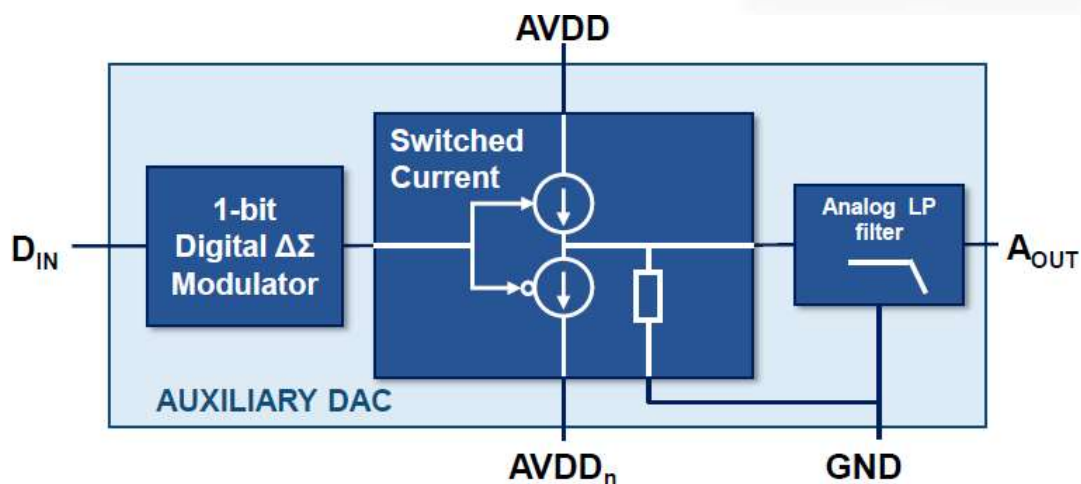 AVDD
Switched
Current
1-bit
Digital ΔΣ
Modulator
Analog LP
filter
D_IN
A_OUT
AUXILIARY DAC
AVDD_n
GND